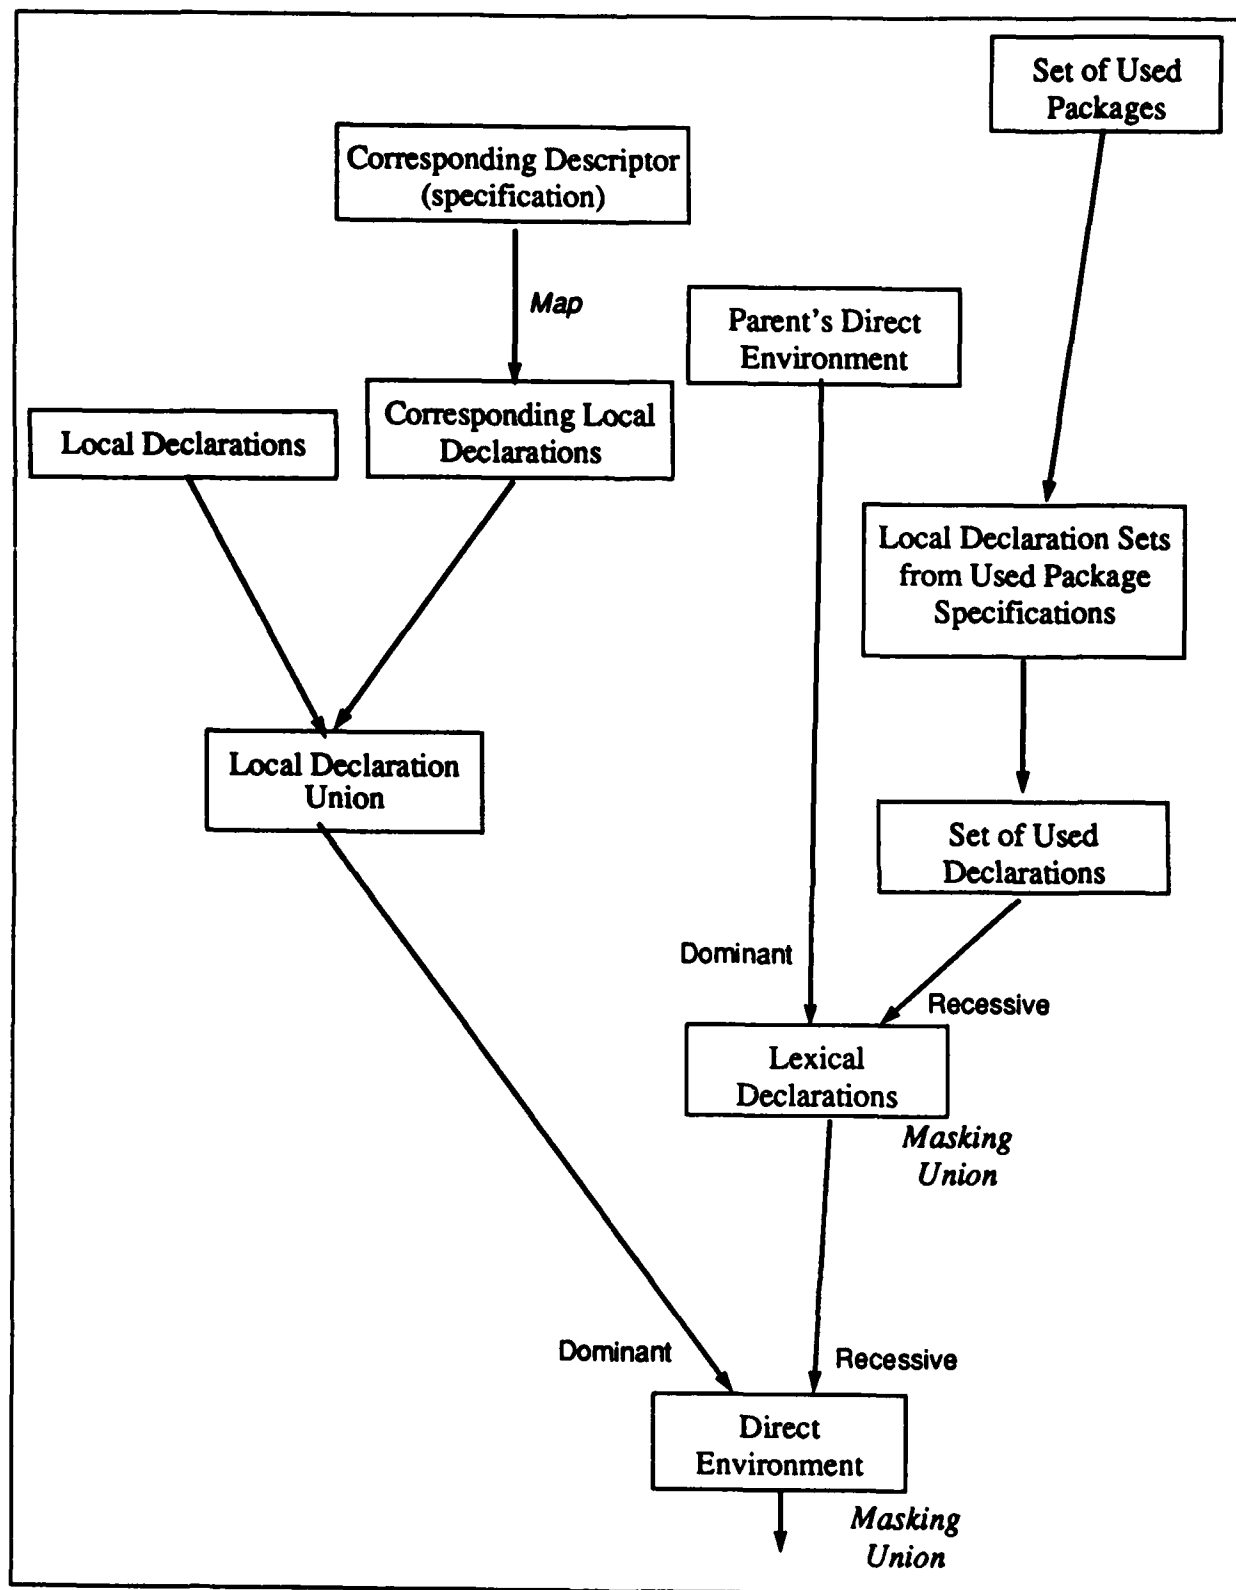 Set of Used
Packages
Corresponding Descriptor
(specification)
Map
Parent's Direct
Environment
Local Declarations
Corresponding Local
Declarations
Local Declaration Sets
from Used Package
Specifications
Local Declaration
Union
Set of Used
Declarations
Dominant
Recessive
Lexical
Declarations
Masking
Union
Dominant
Recessive
Direct
Environment
Masking
Union